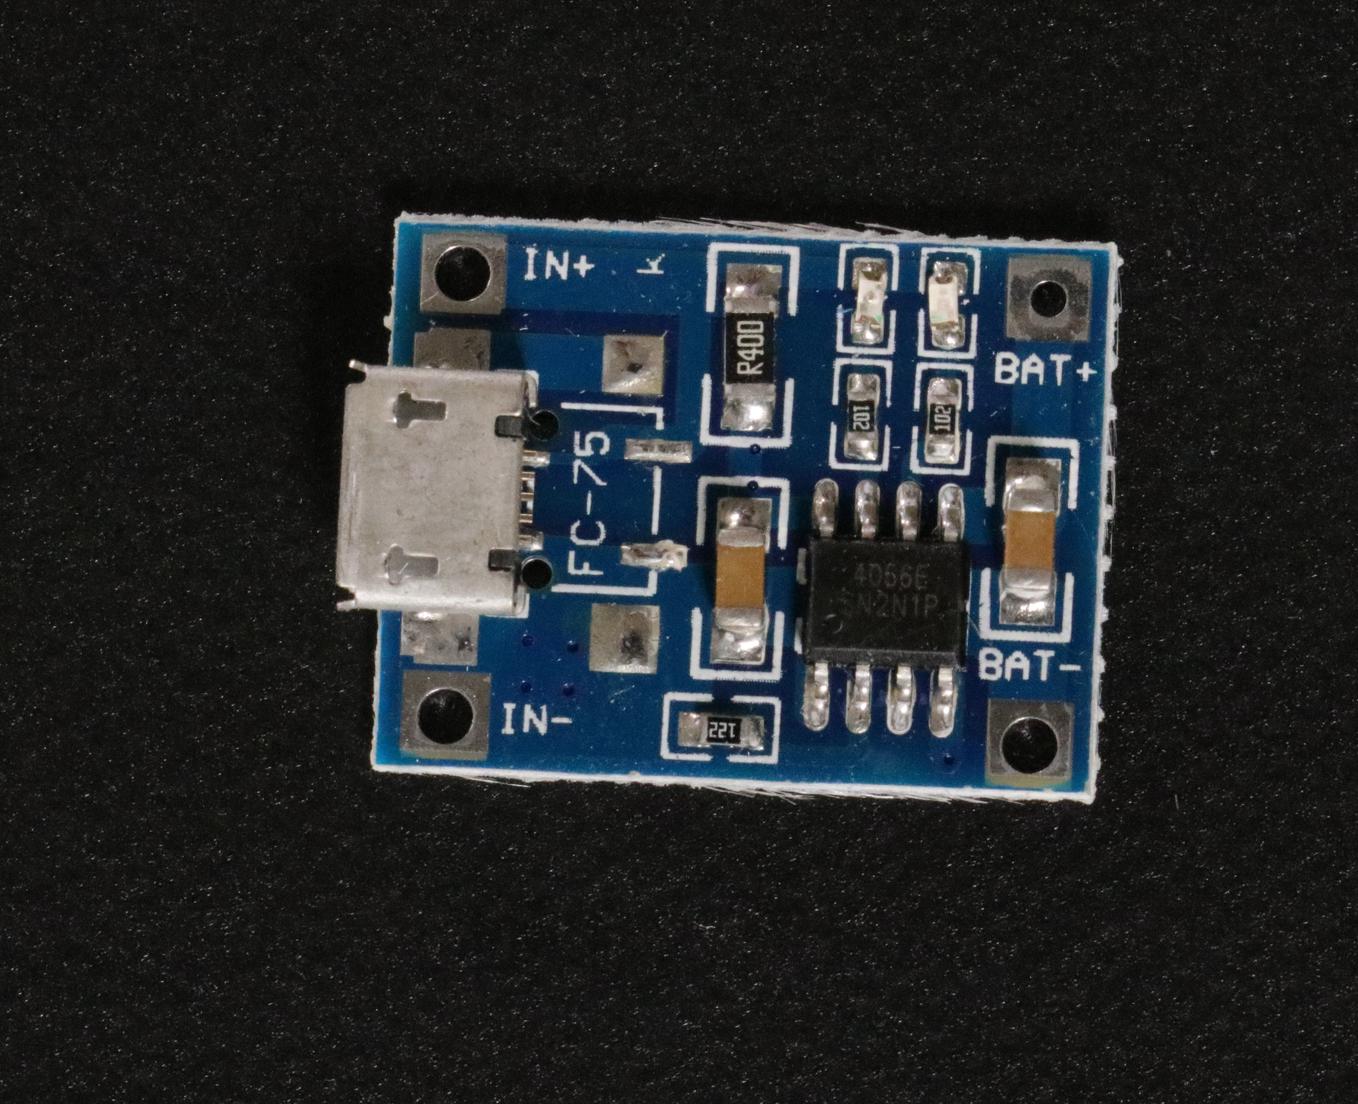 IN+
K
R400
BAT+
201
102
FC-75
4056E
SN2N1P
BAT-
IN-
122